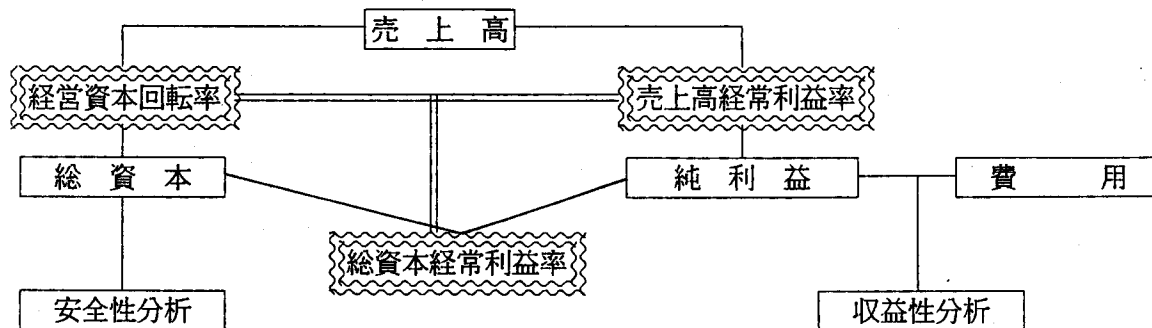 売上高
経営資本回転率
売上高経常利益率
総資本
純利益
費用
総資本経常利益率
安全性分析
収益性分析